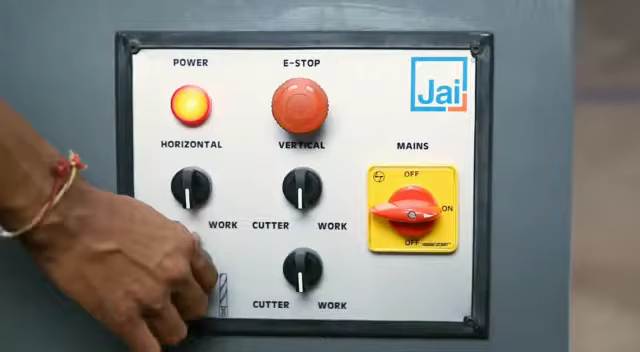 POWER
E-STOP
Jai
HORIZONTAL
VERTICAL
MAINS
OFF
ON
OFF
WORK
CUTTER
WORK
CUTTER
WORK